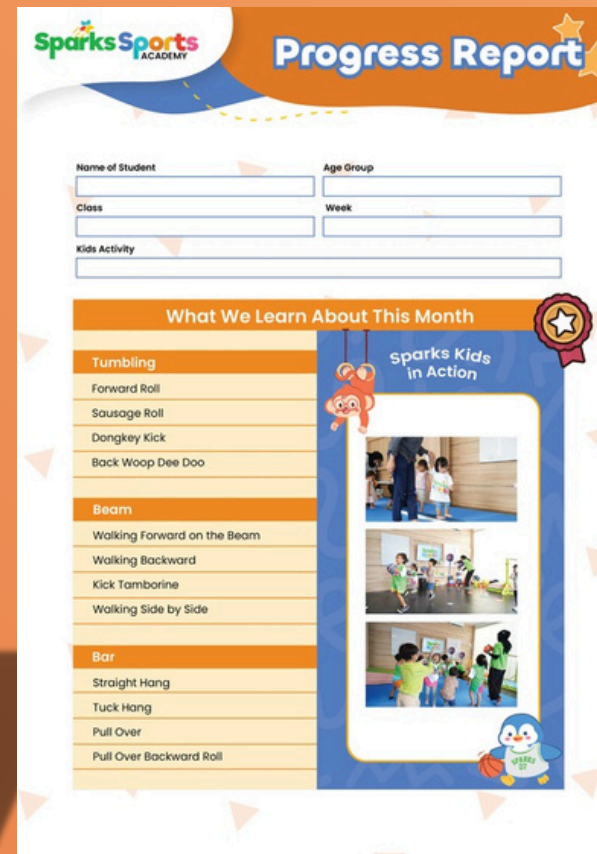 Sparks Sports
ACADEMY
Progress Report
Name of Student
Age Group
Class
Week
Kids Activity
What We Learn About This Month
Tumbling
Forward Roll
Sausage Roll
Dongkey Kick
Back Woop Dee Doo
Beam
Walking Forward on the Beam
Walking Backward
Kick Tamborine
Walking Side by Side
Bar
Straight Hang
Tuck Hang
Pull Over
Pull Over Backward Roll
Sparks Kids
in Action
SPARKS